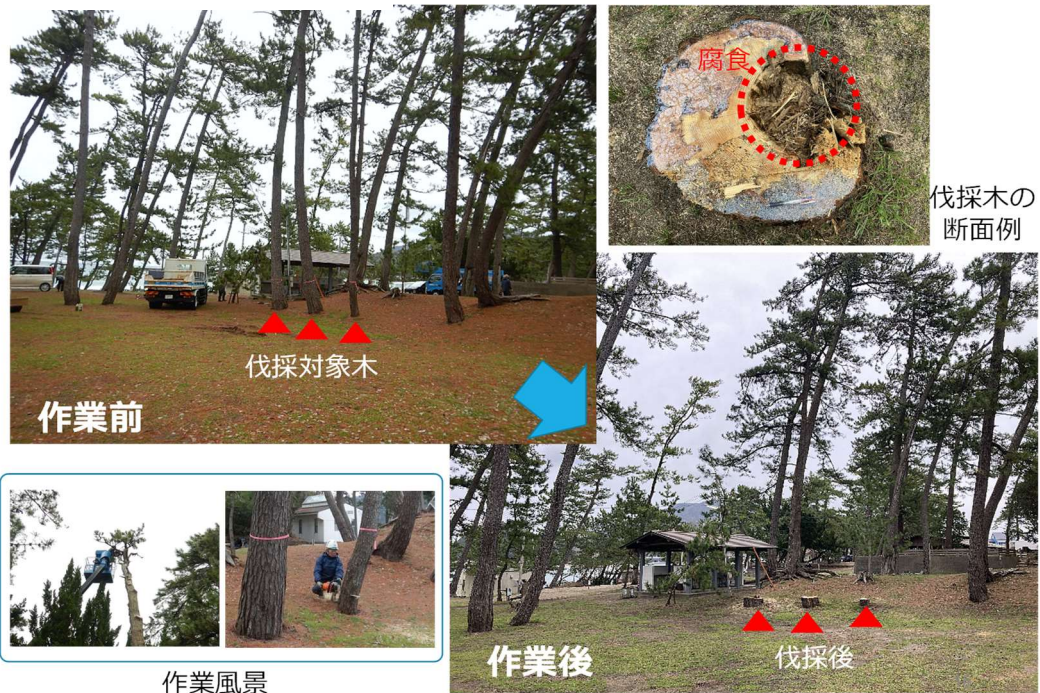 腐食
伐採木の
断面例
伐採対象木
作業前
作業風景
作業後
伐採後